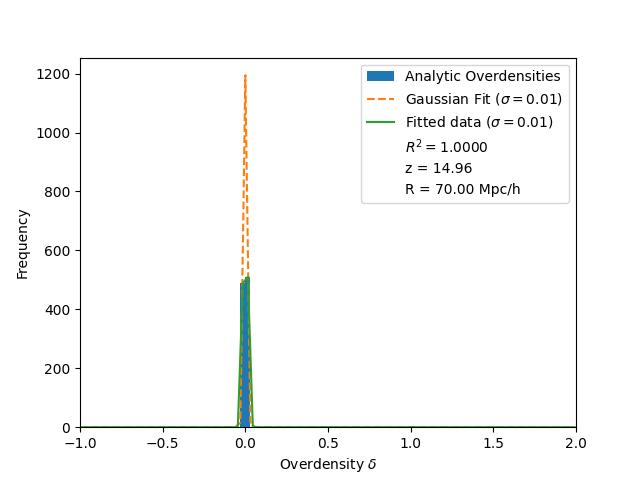 1200
1000
800
600
400
200
0
Frequency
−1.0
−0.5
0.0
0.5
1.0
1.5
2.0
Overdensity δ
Analytic Overdensities
Gaussian Fit (σ = 0.01)
Fitted data (σ = 0.01)
R² = 1.0000
z = 14.96
R = 70.00 Mpc/h